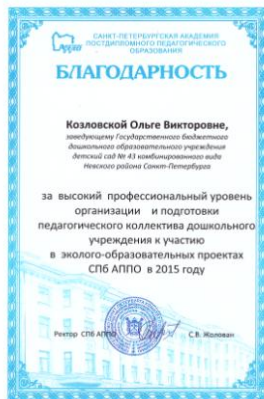 САНКТ-ПЕТЕРБУРГСКАЯ АКАДЕМИЯ
ПОСТДИПЛОМНОГО ПЕДАГОГИЧЕСКОГО
ОБРАЗОВАНИЯ
БЛАГОДАРНОСТЬ
Козловской Ольге Викторовне,
заведующему Государственного бюджетного
дошкольного образовательного учреждения
детский сад № 43 комбинированного вида
Невского района Санкт-Петербурга
за высокий профессиональный уровень
организации и подготовки
педагогического коллектива дошкольного
учреждения к участию
в эколого-образовательных проектах
СПб АППО в 2015 году
Ректор СПб АППО С.В. Жолован